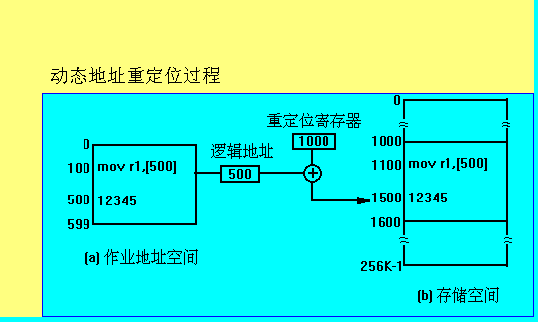 动态地址重定位过程
0
重定位寄存器
0
逻辑地址
1000
1000
100
mov r1,[500]
500
+
1100
mov r1,[500]
500
12345
1500
12345
599
1600
(a) 作业地址空间
256K-1
(b) 存储空间